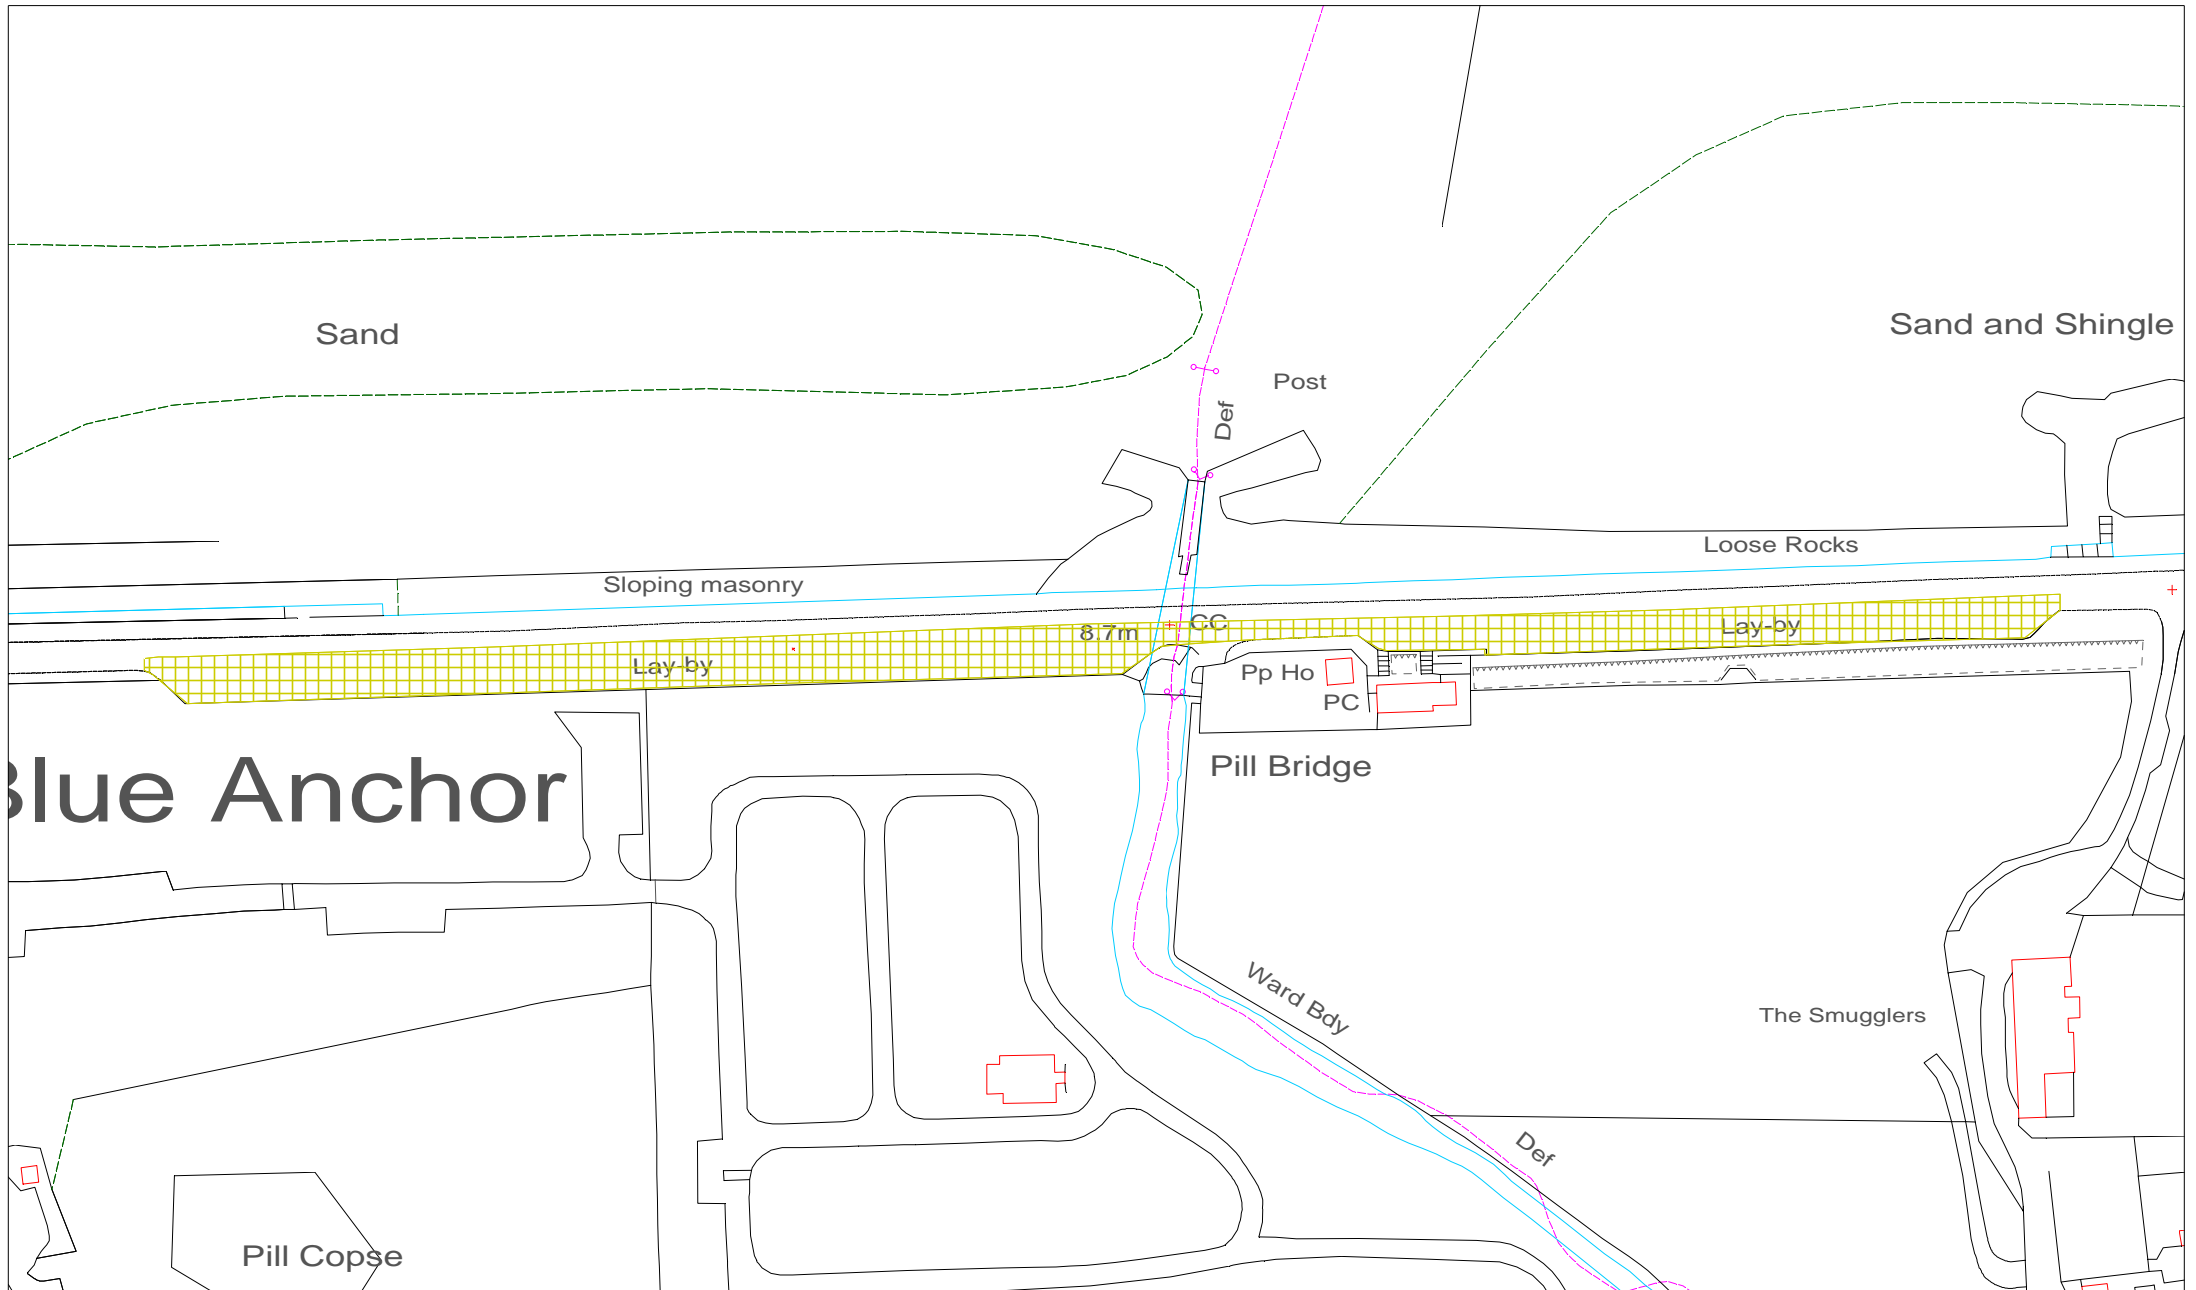 Sand
Sand and Shingle
Post
Def
Loose Rocks
Sloping masonry
CC
8.7m
Lay-by
Lay-by
Pp Ho
PC
Pill Bridge
Blue Anchor
Ward Bdy
The Smugglers
Def
Pill Copse